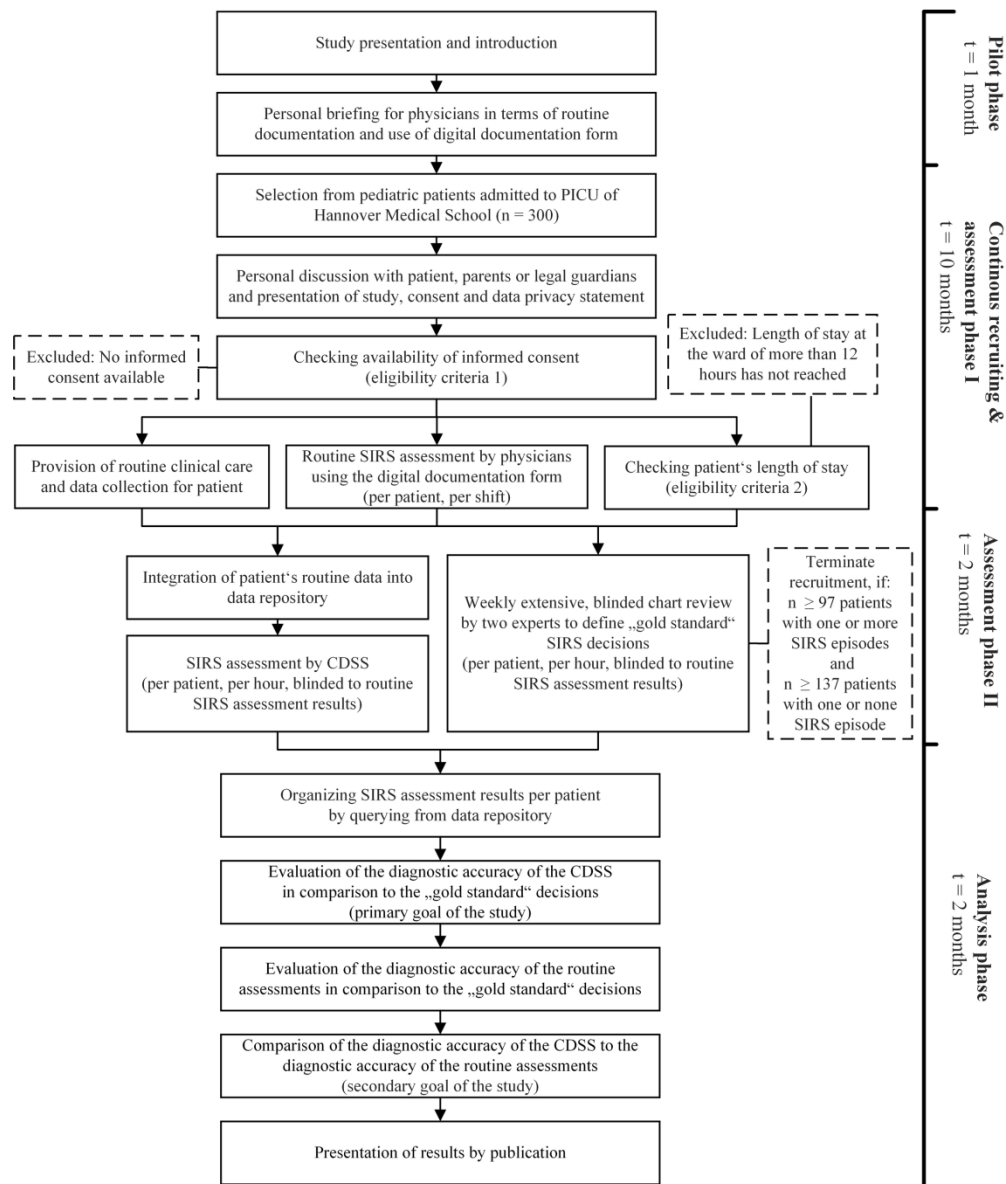 Study presentation and introduction
Personal briefing for physicians in terms of routine
documentation and use of digital documentation form
Pilot phase
t = 1 month
Selection from pediatric patients admitted to PICU of
Hannover Medical School (n = 300)
Personal discussion with patient, parents or legal guardians
and presentation of study, consent and data privacy statement
Excluded: No informed
consent available
Checking availability of informed consent
(eligibility criteria 1)
Excluded: Length of stay at
the ward of more than 12
hours has not reached
Provision of routine clinical care
and data collection for patient
Routine SIRS assessment by physicians
using the digital documentation form
(per patient, per shift)
Checking patient‘s length of stay
(eligibility criteria 2)
Continous recruiting &
assessment phase I
t = 10 months
Integration of patient‘s routine data into
data repository
SIRS assessment by CDSS
(per patient, per hour, blinded to routine
SIRS assessment results)
Weekly extensive, blinded chart review
by two experts to define „gold standard“
SIRS decisions
(per patient, per hour, blinded to routine
SIRS assessment results)
Terminate
recruitment, if:
n ≥ 97 patients
with one or more
SIRS episodes
and
n ≥ 137 patients
with one or none
SIRS episode
Assessment phase II
t = 2 months
Organizing SIRS assessment results per patient
by querying from data repository
Evaluation of the diagnostic accuracy of the CDSS
in comparison to the „gold standard“ decisions
(primary goal of the study)
Evaluation of the diagnostic accuracy of the routine
assessments in comparison to the „gold standard“ decisions
Comparison of the diagnostic accuracy of the CDSS to the
diagnostic accuracy of the routine assessments
(secondary goal of the study)
Presentation of results by publication
Analysis phase
t = 2 months